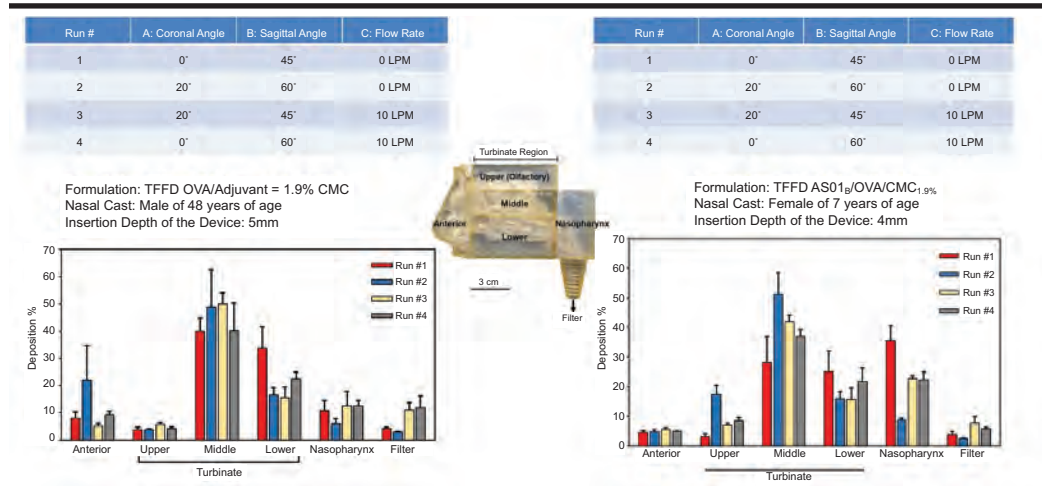 Run # A: Coronal Angle B: Sagittal Angle C: Flow Rate
1 0° 45° 0 LPM
2 20° 60° 0 LPM
3 20° 45° 10 LPM
4 0° 60° 10 LPM
Formulation: TFFD OVA/Adjuvant = 1.9% CMC
Nasal Cast: Male of 48 years of age
Insertion Depth of the Device: 5mm
70
60
50
40
30
20
10
0
Deposition %
Run #1
Run #2
Run #3
Run #4
Anterior Upper Middle Lower Nasopharynx Filter
Turbinate
Turbinate Region
Upper (Olfactory)
Middle
Anterior
Lower
Nasopharynx
3 cm
Filter
Run # A: Coronal Angle B: Sagittal Angle C: Flow Rate
1 0° 45° 0 LPM
2 20° 60° 0 LPM
3 20° 45° 10 LPM
4 0° 60° 10 LPM
Formulation: TFFD AS01B/OVA/CMC1.9%
Nasal Cast: Female of 7 years of age
Insertion Depth of the Device: 4mm
70
60
50
40
30
20
10
0
Deposition %
Run #1
Run #2
Run #3
Run #4
Anterior Upper Middle Lower Nasopharynx Filter
Turbinate